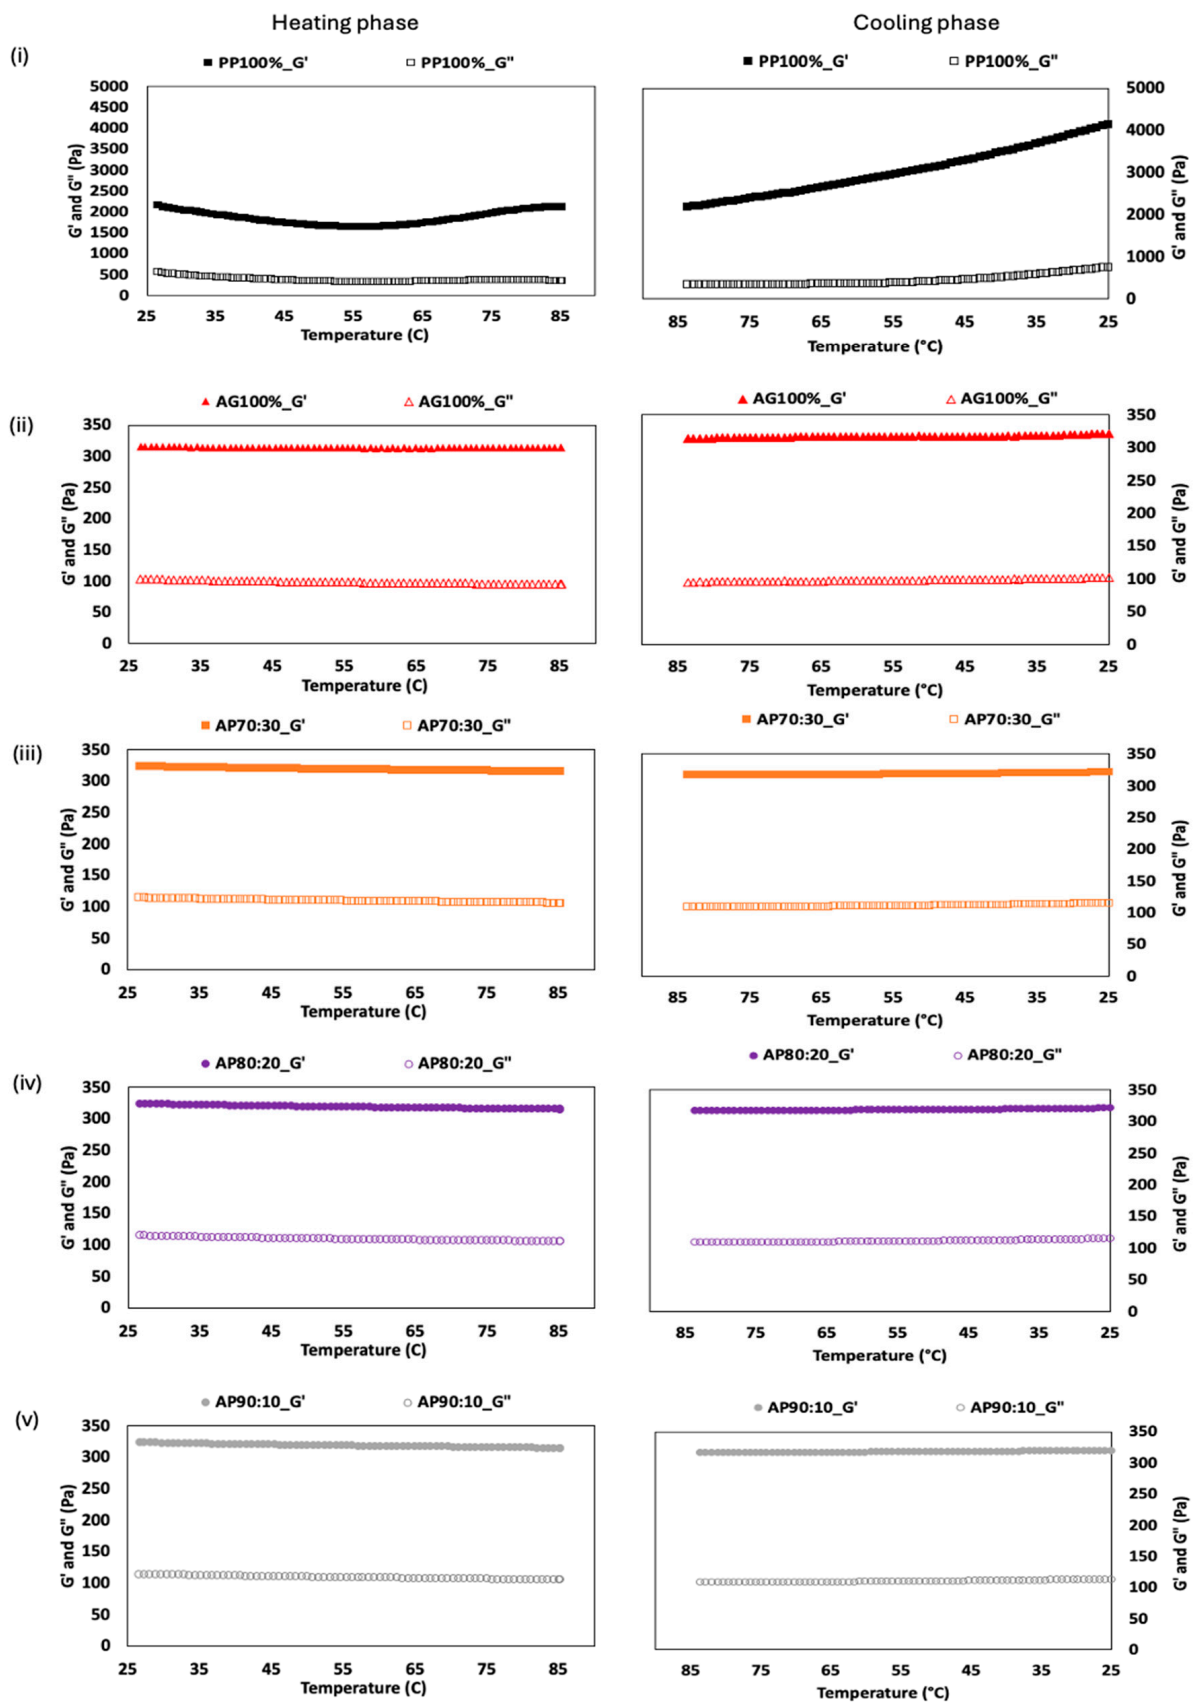 Heating phase
Cooling phase
(i)
PP100%_G' PP100%_G"
PP100%_G' PP100%_G"
G' and G" (Pa)
5000
4500
4000
3500
3000
2500
2000
1500
1000
500
0
25 35 45 55 65 75 85
Temperature (C)
5000
4000
3000
2000
1000
0
G' and G" (Pa)
85 75 65 55 45 35 25
Temperature (°C)
(ii)
AG100%_G' AG100%_G"
AG100%_G' AG100%_G"
G' and G" (Pa)
350
300
250
200
150
100
50
0
25 35 45 55 65 75 85
Temperature (C)
350
300
250
200
150
100
50
0
G' and G" (Pa)
85 75 65 55 45 35 25
Temperature (°C)
(iii)
AP70:30_G' AP70:30_G"
AP70:30_G' AP70:30_G"
G' and G" (Pa)
350
300
250
200
150
100
50
0
25 35 45 55 65 75 85
Temperature (C)
350
300
250
200
150
100
50
0
G' and G" (Pa)
85 75 65 55 45 35 25
Temperature (°C)
(iv)
AP80:20_G' AP80:20_G"
AP80:20_G' AP80:20_G"
G' and G" (Pa)
350
300
250
200
150
100
50
0
25 35 45 55 65 75 85
Temperature (C)
350
300
250
200
150
100
50
0
G' and G" (Pa)
85 75 65 55 45 35 25
Temperature (°C)
(v)
AP90:10_G' AP90:10_G"
AP90:10_G' AP90:10_G"
G' and G" (Pa)
350
300
250
200
150
100
50
0
25 35 45 55 65 75 85
Temperature (C)
350
300
250
200
150
100
50
0
G' and G" (Pa)
85 75 65 55 45 35 25
Temperature (°C)